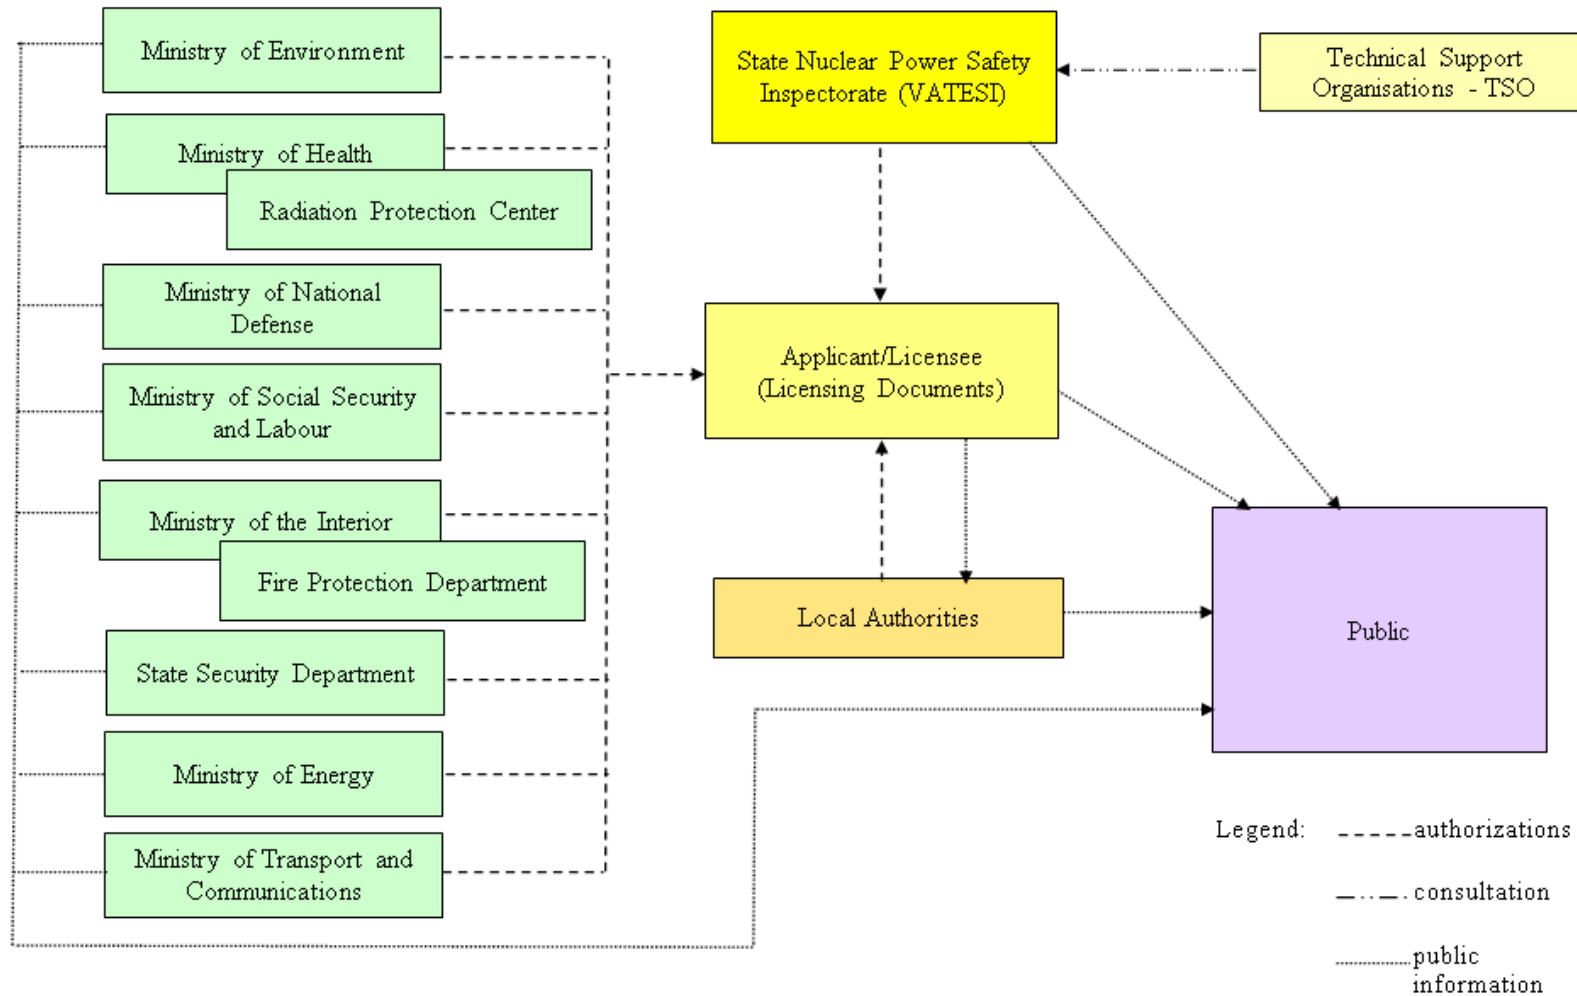 Ministry of Environment
Ministry of Health
Radiation Protection Center
Ministry of National
Defense
Ministry of Social Security
and Labour
Ministry of the Interior
Fire Protection Department
State Security Department
Ministry of Energy
Ministry of Transport and
Communications
State Nuclear Power Safety
Inspectorate (VATESI)
Technical Support
Organisations - TSO
Applicant/Licensee
(Licensing Documents)
Local Authorities
Public
Legend:
authorizations
consultation
public
information